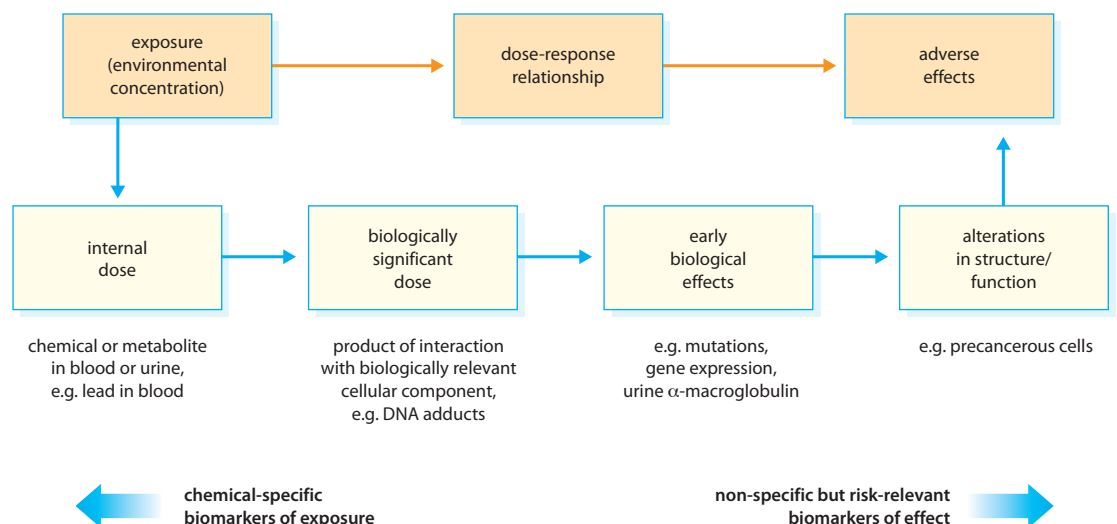 exposure
(environmental
concentration)
dose-response
relationship
adverse
effects
internal
dose
biologically
significant
dose
early
biological
effects
alterations
in structure/
function
chemical or metabolite
in blood or urine,
e.g. lead in blood
product of interaction
with biologically relevant
cellular component,
e.g. DNA adducts
e.g. mutations,
gene expression,
urine α-macroglobulin
e.g. precancerous cells
chemical-specific
biomarkers of exposure
non-specific but risk-relevant
biomarkers of effect